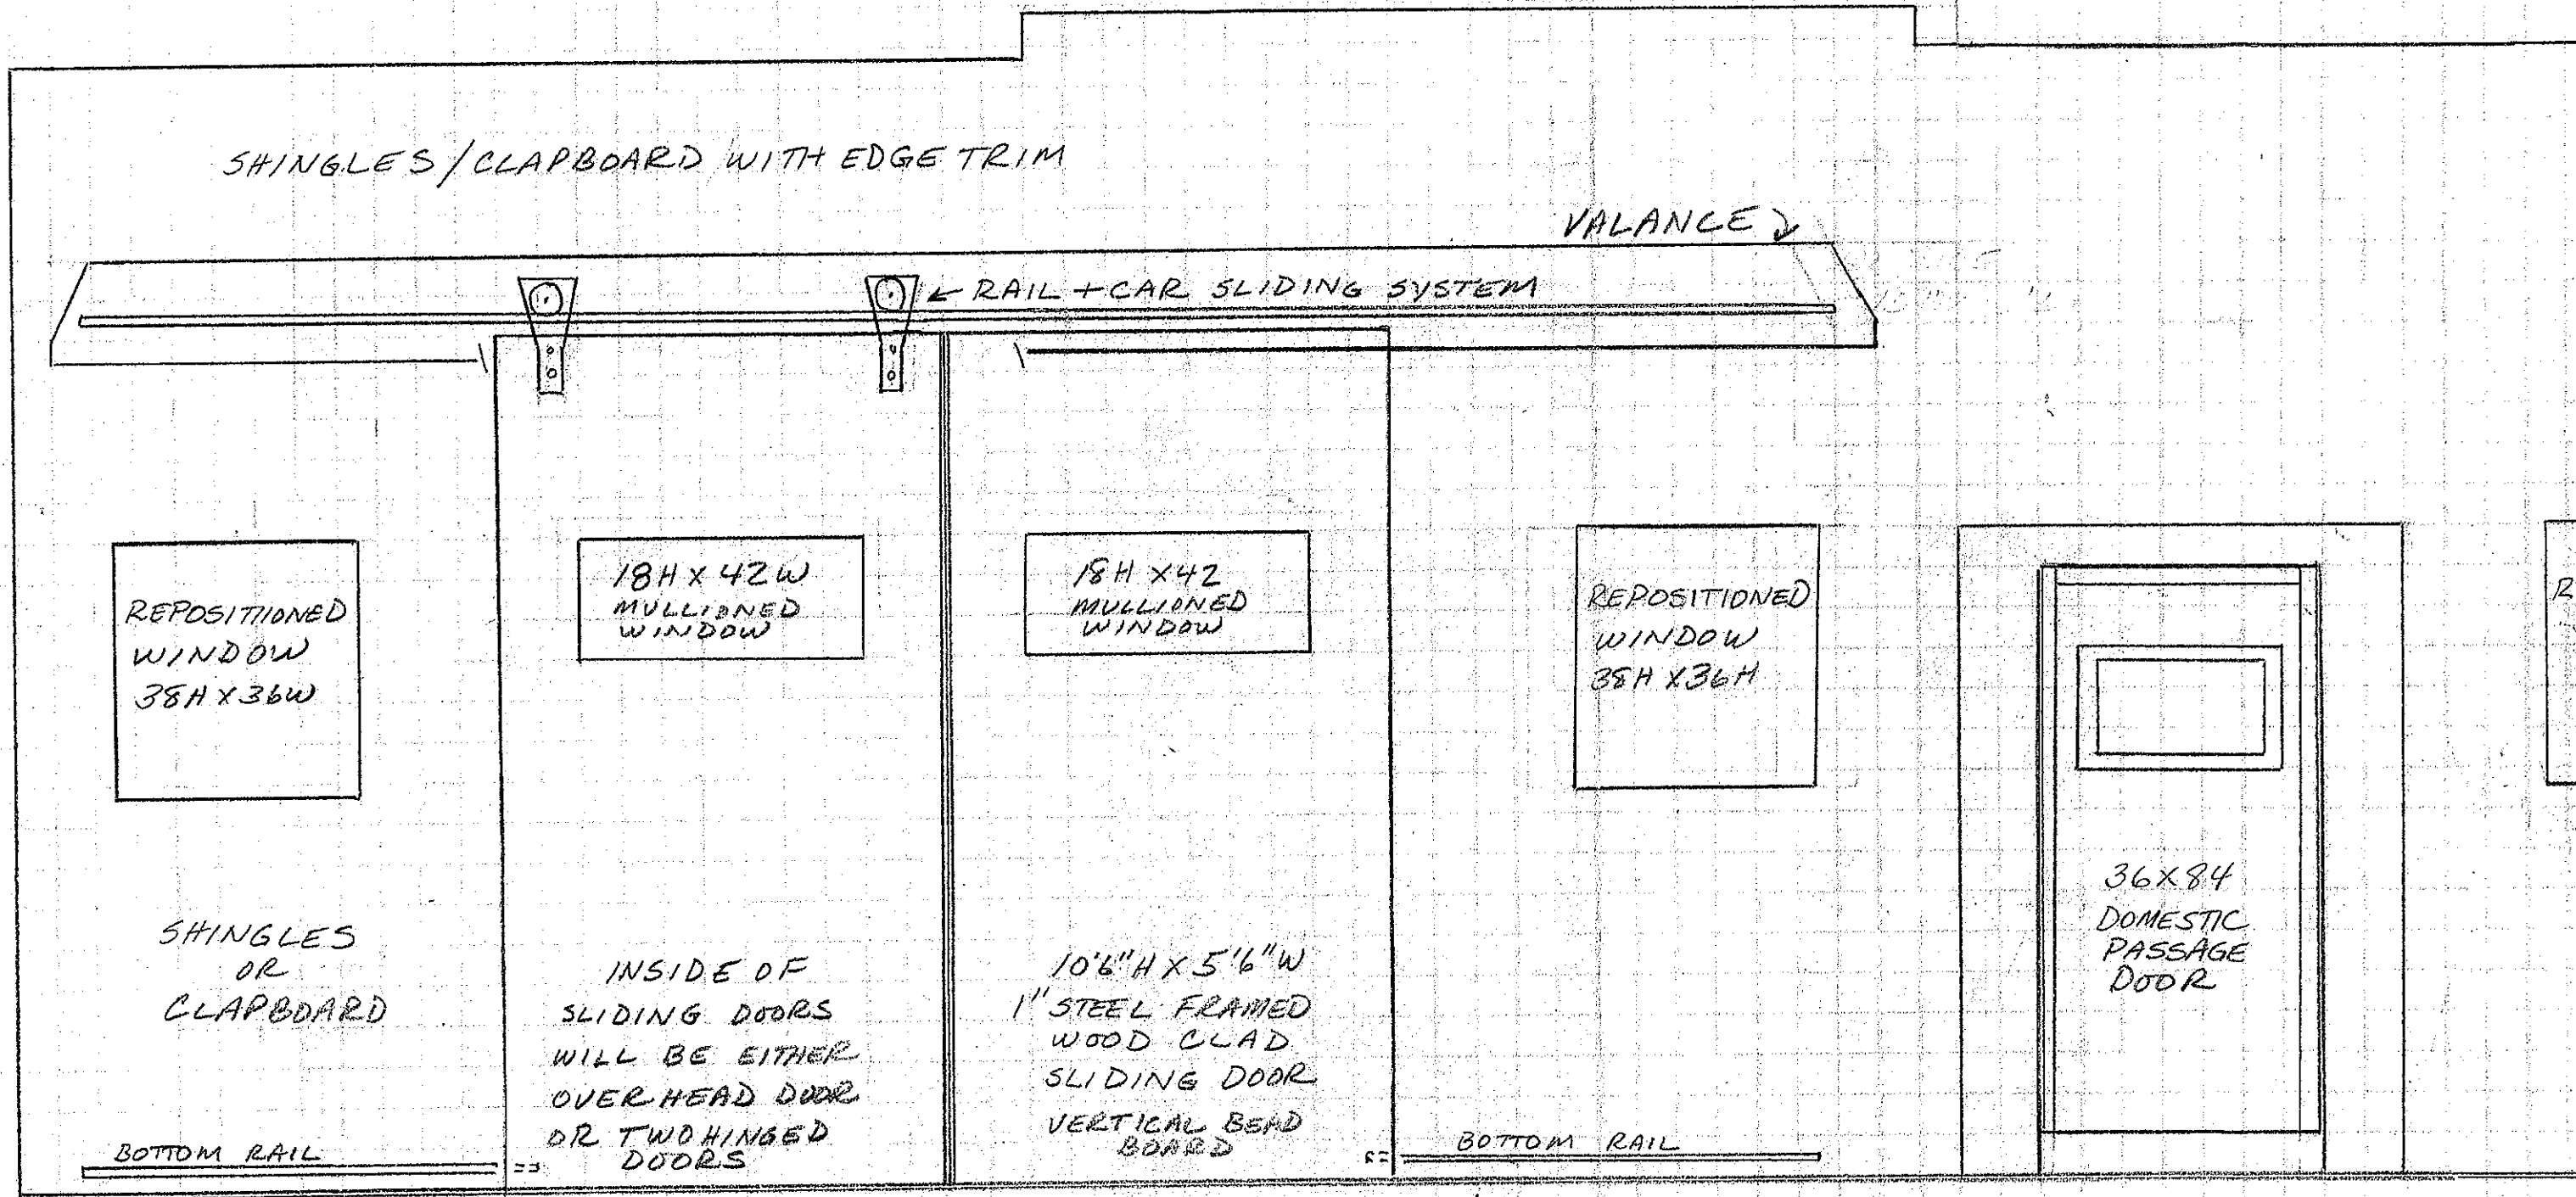 SHINGLES/CLAPBOARD WITH EDGE TRIM
VALANCE
RAIL + CAR SLIDING SYSTEM
REPOSITIIONED
WINDOW
38H X 36W
18H X 42W
MULLIONED
WINDOW
18H X42
MULLIONED
WINDOW
REPOSITIONED
WINDOW
38H X36H
R
36X84
DOMESTIC
PASSAGE
DOOR
SHINGLES
OR
CLAPBOARD
INSIDE OF
SLIDING DOORS
WILL BE EITHER
OVERHEAD DOOR
OR TWO HINGED
DOORS
10'6"H X 5'6"W
1" STEEL FRAMED
WOOD CLAD
SLIDING DOOR
VERTICAL BEAD
BOARD
BOTTOM RAIL
BOTTOM RAIL